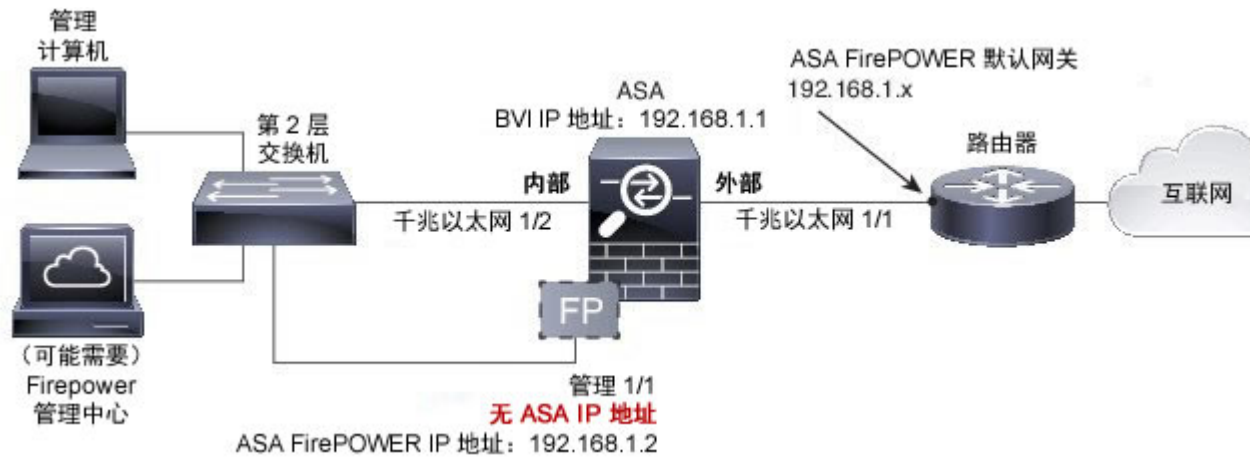 管理
计算机
第 2 层
交换机
ASA
BVI IP 地址：192.168.1.1
ASA FirePOWER 默认网关
192.168.1.x
路由器
互联网
内部
外部
千兆以太网 1/2
千兆以太网 1/1
FP
（可能需要）
Firepower
管理中心
管理 1/1
无 ASA IP 地址
ASA FirePOWER IP 地址：192.168.1.2